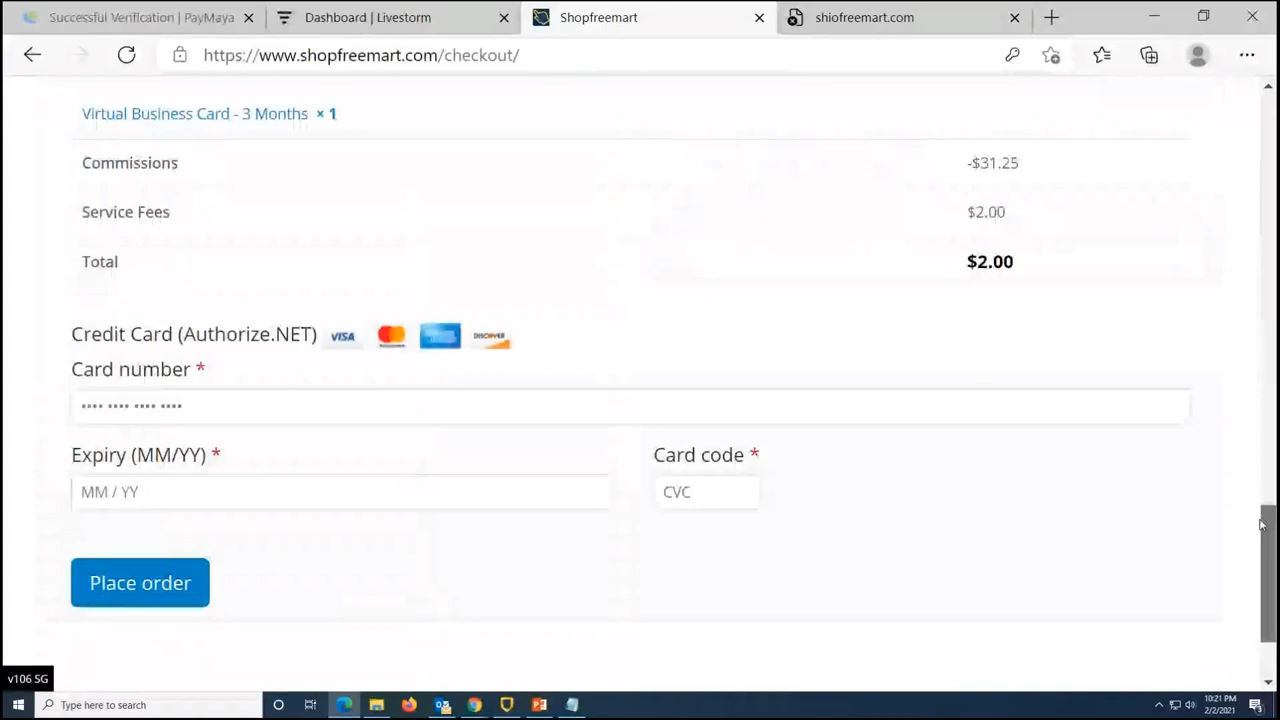 Successful Verification | PayMaya
Dashboard | Livestorm
Shopfreemart
shiofreemart.com
https://www.shopfreemart.com/checkout/
Virtual Business Card - 3 Months × 1
Commissions -$31.25
Service Fees $2.00
Total $2.00
Credit Card (Authorize.NET) VISA DISCOVER
Card number *
•••• •••• •••• ••••
Expiry (MM/YY) * Card code *
MM / YY CVC
Place order
v106 SG
Type here to search
10:21 PM
2/2/2021